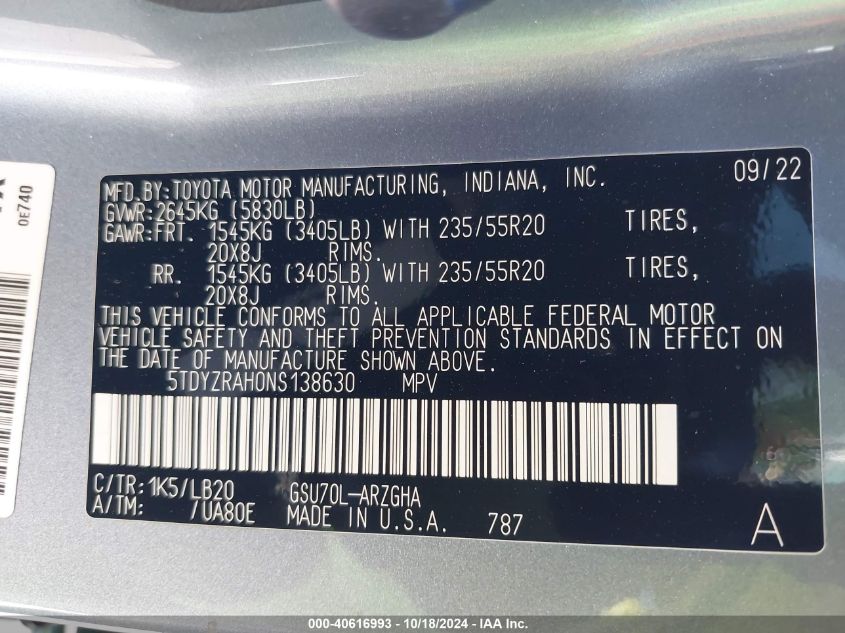 0E740
MFD.BY:TOYOTA MOTOR MANUFACTURING, INDIANA, INC. 09/22
GVWR:2645KG (5830LB)
GAWR:FRT. 1545KG (3405LB) WITH 235/55R20 TIRES,
20X8J RIMS.
RR. 1545KG (3405LB) WITH 235/55R20 TIRES,
20X8J RIMS.
THIS VEHICLE CONFORMS TO ALL APPLICABLE FEDERAL MOTOR
VEHICLE SAFETY AND THEFT PREVENTION STANDARDS IN EFFECT ON
THE DATE OF MANUFACTURE SHOWN ABOVE.
5TDYZRAH0NS138630 MPV
C/TR:1K5/LB20 GSU70L-ARZGHA
A/TM: /UA80E MADE IN U.S.A. 787 A
000-40616993 - 10/18/2024 - IAA Inc.